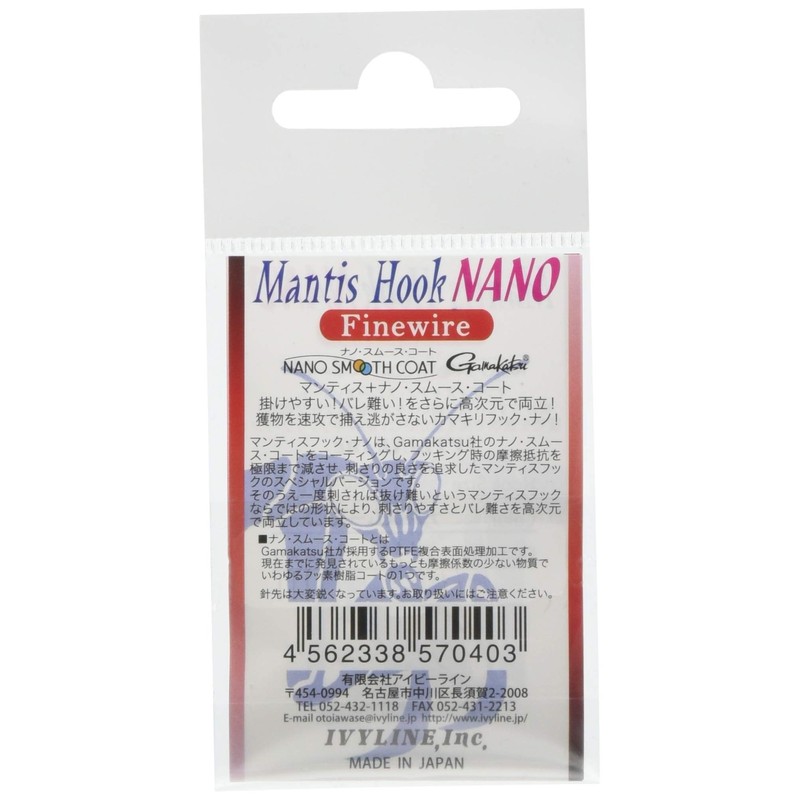 Mantis Hook NANO
Finewire
ナノ・スムース・コート
NANO SMOOTH COAT Gamakatsu®
マンティス+ナノ・スムース・コート
掛けやすい!バレ難い!をさらに高次元で両立!
獲物を速攻で捕え逃がさないカマキリフック・ナノ!
マンティスフック・ナノは、Gamakatsu社のナノ・スムー
ス・コートをコーティングし、フッキング時の摩擦抵抗を
極限まで減させ、刺さりの良さを追求したマンティスフッ
クのスペシャルバージョンです。
そのうえ一度刺されば抜け難いというマンティスフック
ならではの形状により、刺さりやすさとバレ難さを高次元
で両立しています。
■ナノ・スムース・コートとは
Gamakatsu社が採用するPTFE複合表面処理加工です。
現在までに発見されているもっとも摩擦係数の少ない物質で
いわゆるフッ素樹脂コートの1つです。
針先は大変鋭くなっています。お取り扱いにはご注意ください。
4 562338 570403
有限会社アイビーライン
〒454-0994 名古屋市中川区長須賀2-2008
TEL 052-432-1118 FAX 052-431-2213
E-mail otoiawase@ivyline.jp http://www.ivyline.jp/
IVYLINE,Inc.
MADE IN JAPAN